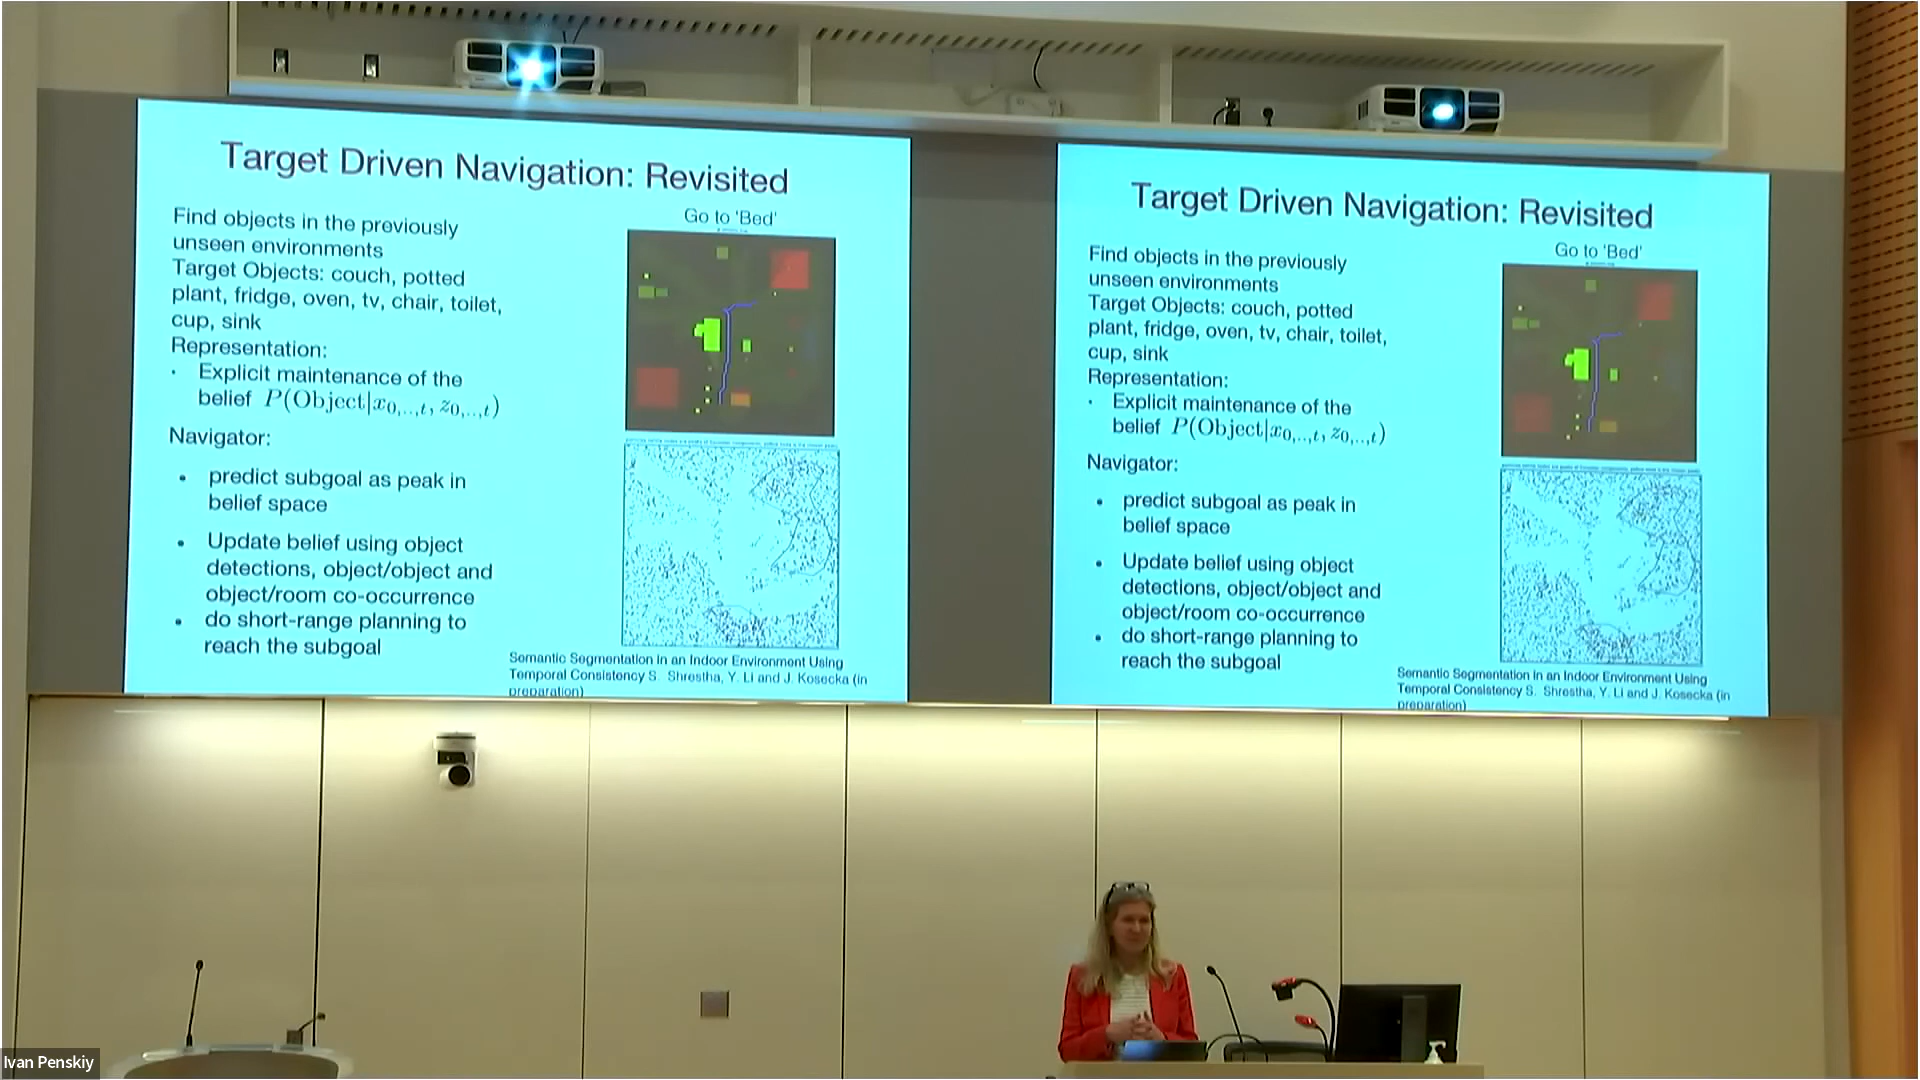 Target Driven Navigation: Revisited
Find objects in the previously
unseen environments
Target Objects: couch, potted
plant, fridge, oven, tv, chair, toilet,
cup, sink
Representation:
· Explicit maintenance of the
belief P(Object|x0,..,t, z0,..,t)
Navigator:
• predict subgoal as peak in
belief space
• Update belief using object
detections, object/object and
object/room co-occurrence
• do short-range planning to
reach the subgoal
Go to 'Bed'
Semantic Segmentation in an Indoor Environment Using
Temporal Consistency S. Shrestha, Y. Li and J. Kosecka (in
preparation)
Target Driven Navigation: Revisited
Find objects in the previously
unseen environments
Target Objects: couch, potted
plant, fridge, oven, tv, chair, toilet,
cup, sink
Representation:
· Explicit maintenance of the
belief P(Object|x0,..,t, z0,..,t)
Navigator:
• predict subgoal as peak in
belief space
• Update belief using object
detections, object/object and
object/room co-occurrence
• do short-range planning to
reach the subgoal
Go to 'Bed'
Semantic Segmentation in an Indoor Environment Using
Temporal Consistency S. Shrestha, Y. Li and J. Kosecka (in
preparation)
Ivan Penskiy